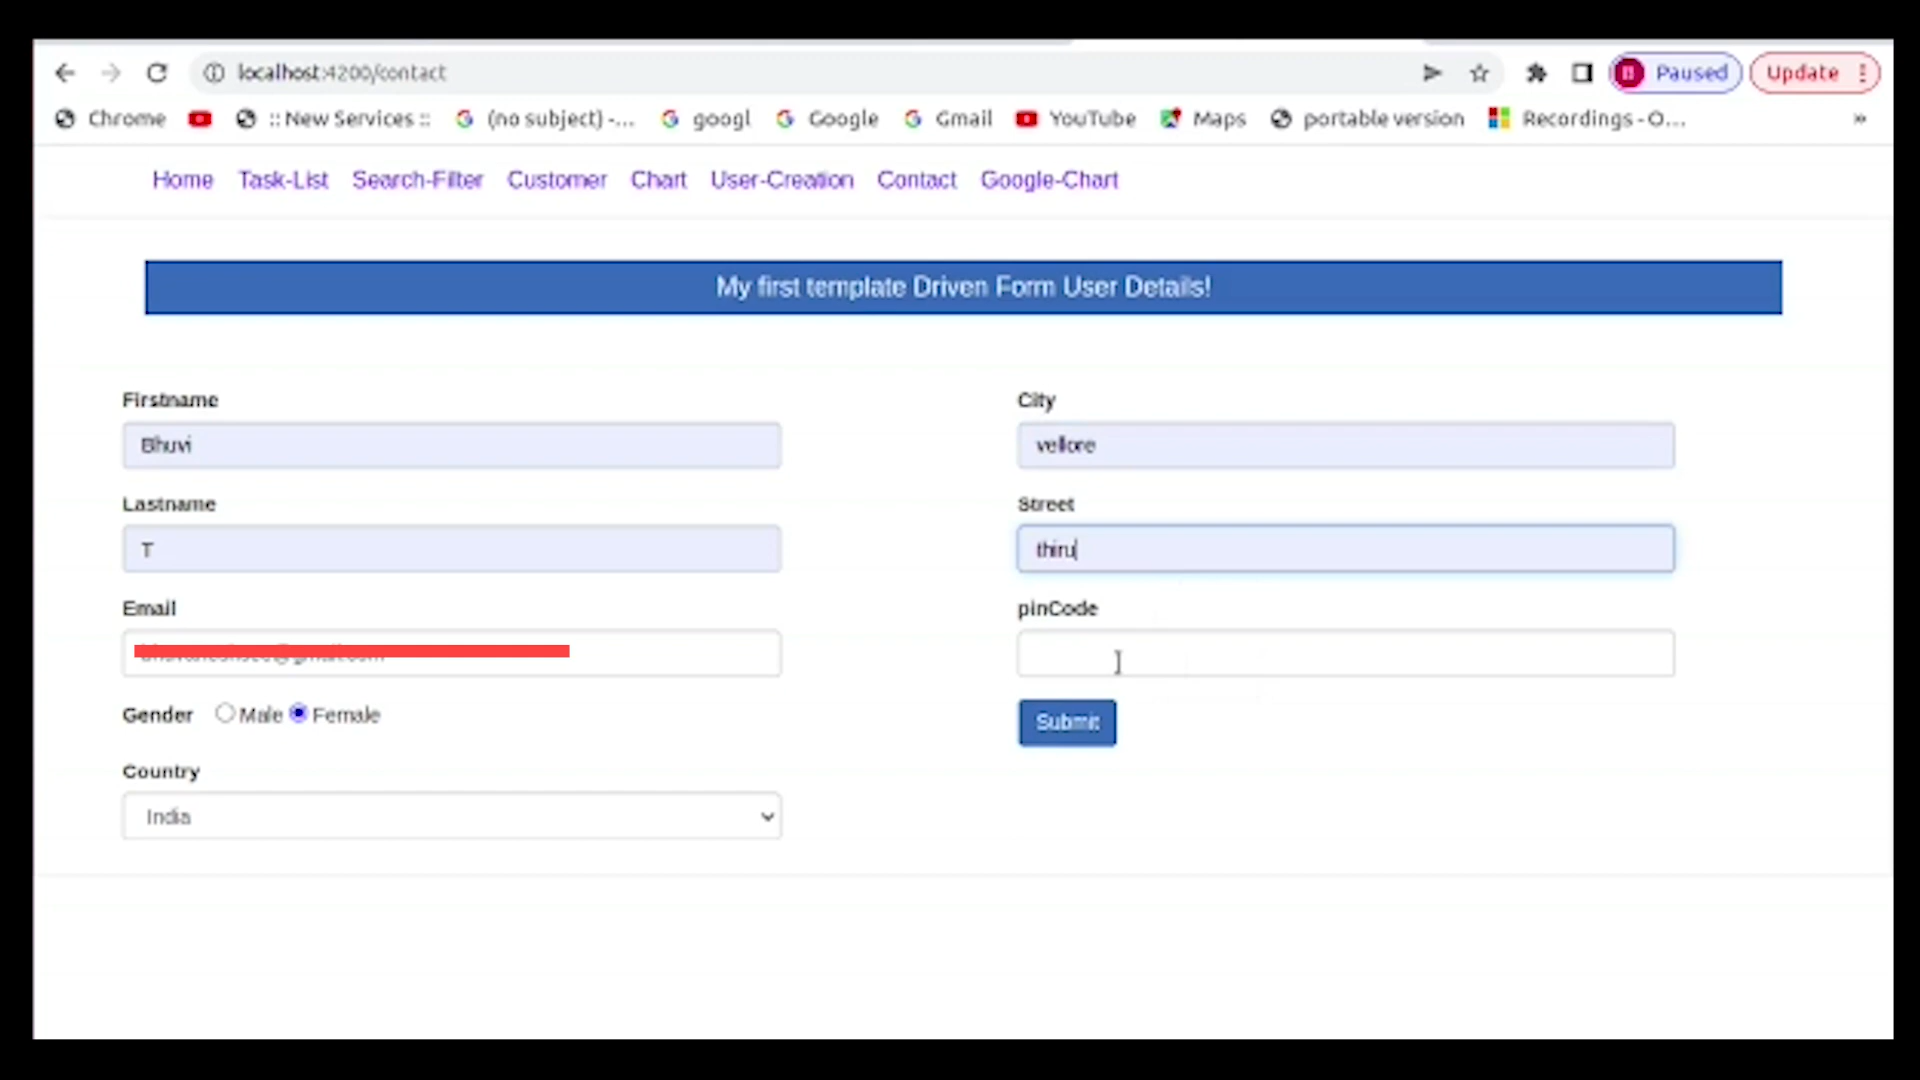 localhost:4200/contact
B Paused Update
Chrome :: New Services :: (no subject) -... googl Google Gmail YouTube Maps portable version Recordings - O... »
Home Task-List Search-Filter Customer Chart User-Creation Contact Google-Chart
My first template Driven Form User Details!
Firstname
Bhuvi
Lastname
T
Email
Gender Male Female
Country
India
City
vellore
Street
thiru
pinCode
Submit